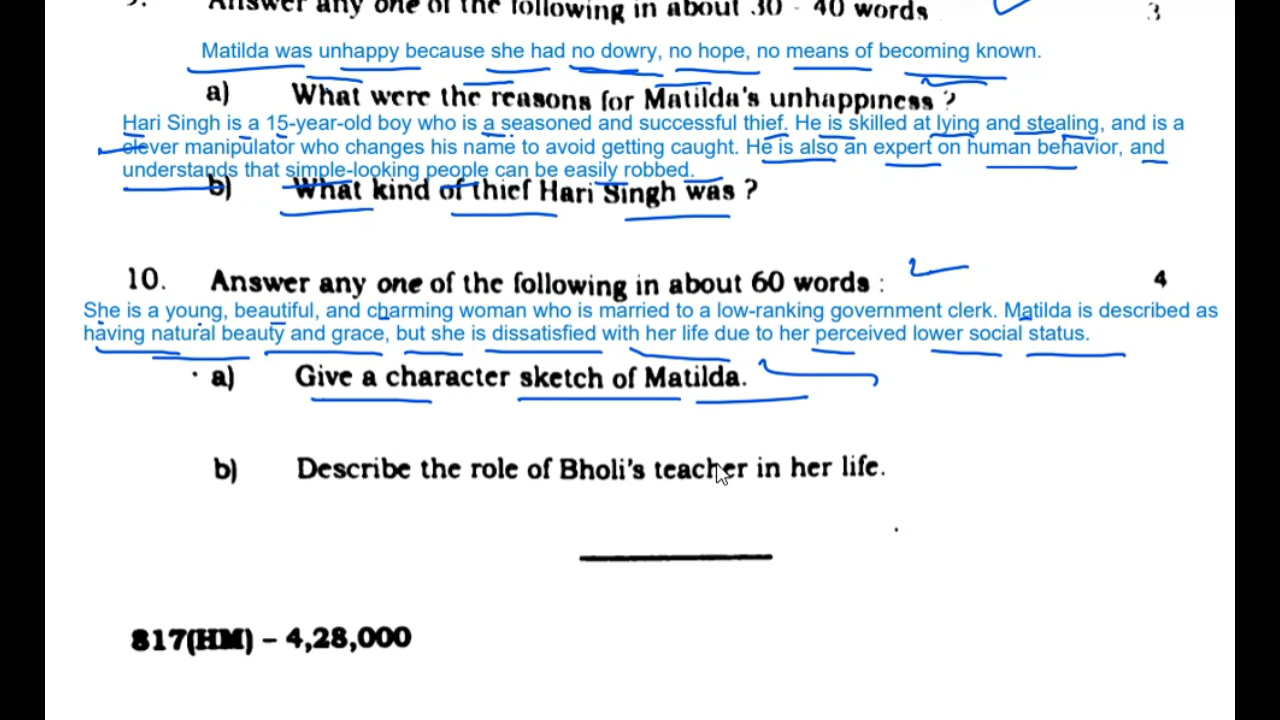 Answer any one of the following in about 30 - 40 words 3
Matilda was unhappy because she had no dowry, no hope, no means of becoming known.
a) What were the reasons for Matilda's unhappiness ?
Hari Singh is a 15-year-old boy who is a seasoned and successful thief. He is skilled at lying and stealing, and is a
clever manipulator who changes his name to avoid getting caught. He is also an expert on human behavior, and
understands that simple-looking people can be easily robbed.
b) What kind of thief Hari Singh was ?
10. Answer any one of the following in about 60 words : 4
She is a young, beautiful, and charming woman who is married to a low-ranking government clerk. Matilda is described as
having natural beauty and grace, but she is dissatisfied with her life due to her perceived lower social status.
a) Give a character sketch of Matilda.
b) Describe the role of Bholi's teacher in her life.
817(HM) – 4,28,000